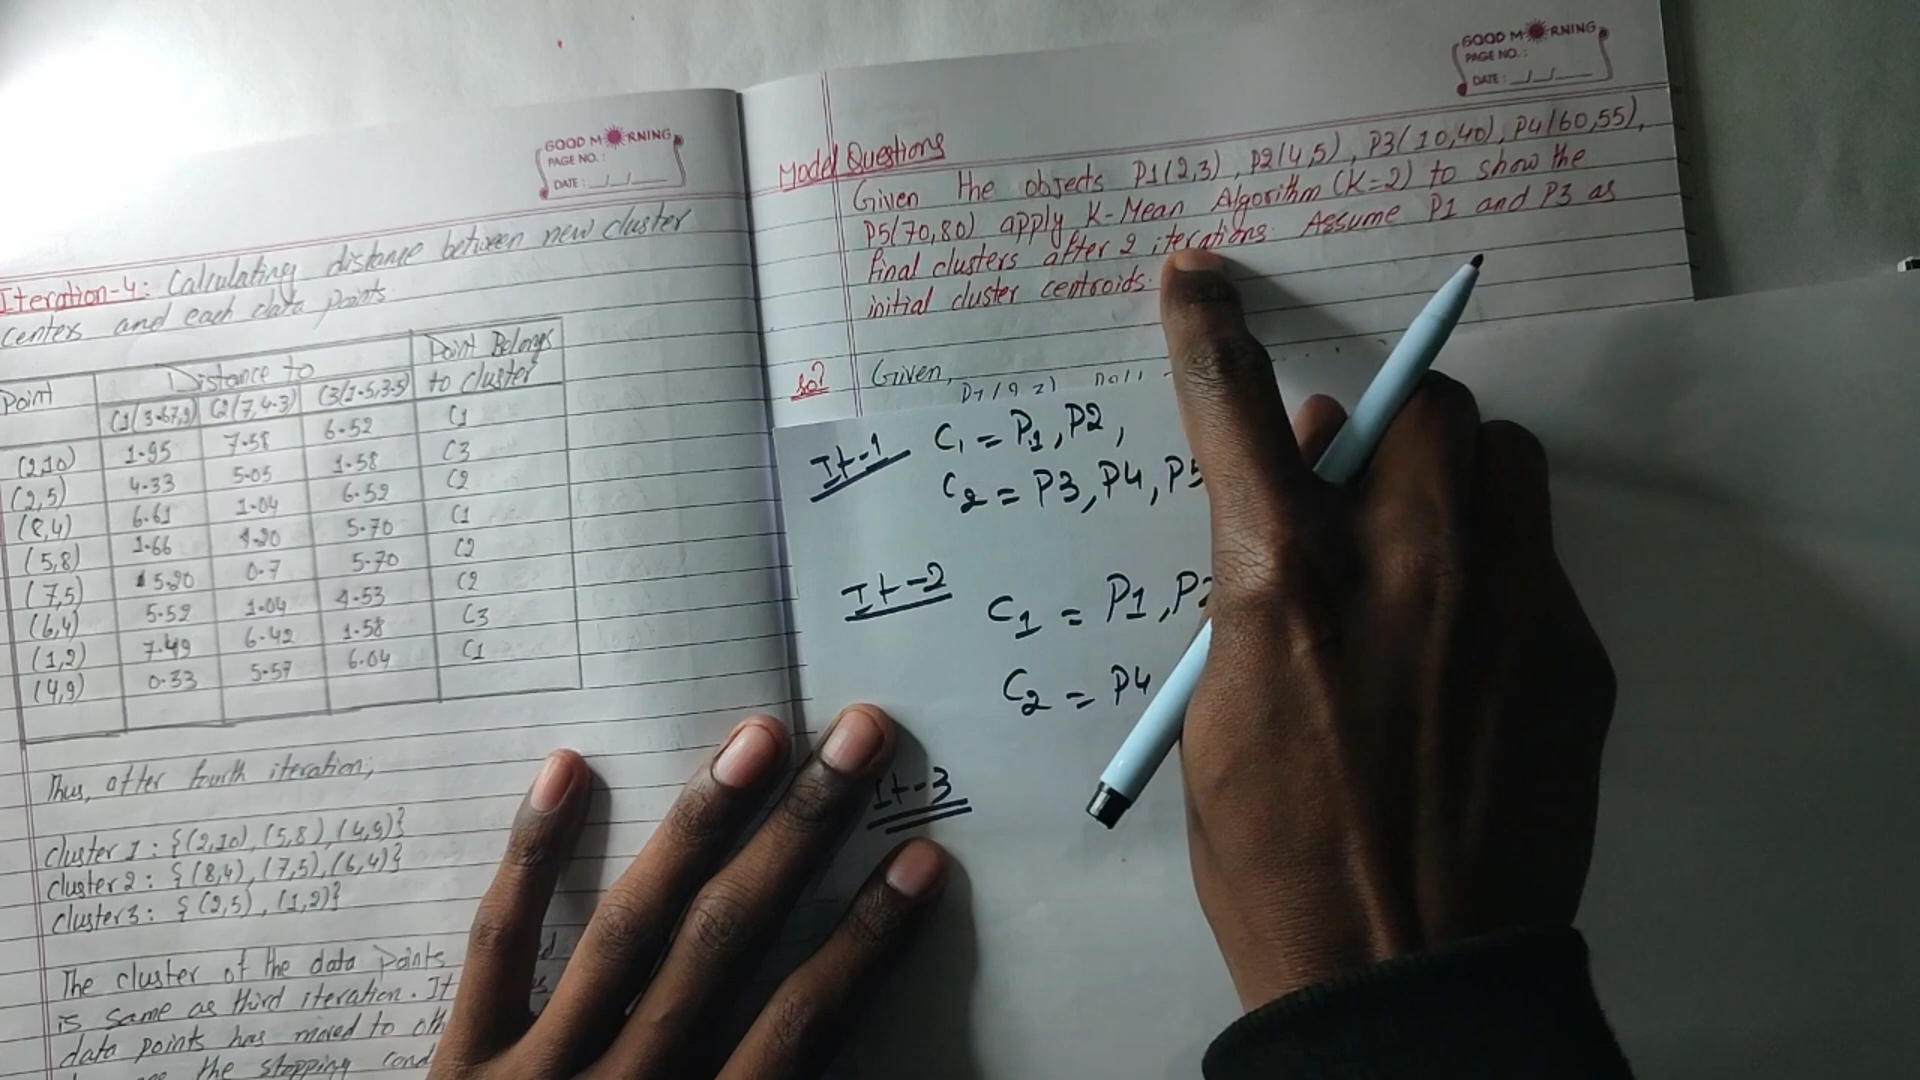 GOOD MORNING
PAGE NO.:
DATE: _/_/_
Iteration-4: Calculating distance between new cluster
centers and each data points.
Point
Distance to
Point Belongs
to cluster
C1(3.67,9) C2(7,4.3) C3(1.5,3.5)
(2,10) 1.95 7.58 6.52 C1
(2,5) 4.33 5.05 1.58 C3
(8,4) 6.61 1.04 6.52 C2
(5,8) 1.66 4.20 5.70 C1
(7,5) 5.20 0.7 5.70 C2
(6,4) 5.52 1.04 4.53 C2
(1,2) 7.49 6.42 1.58 C3
(4,9) 0.33 5.57 6.04 C1
Thus, after fourth iteration,
cluster 1 : {(2,10), (5,8), (4,9)}
cluster 2 : {(8,4), (7,5), (6,4)}
cluster3 : {(2,5), (1,2)}
The cluster of the data points
is same as third iteration. It
data points has moved to
the stopping
GOOD MORNING
PAGE NO.:
DATE: _/_/_
Model Questions
Given the objects P1(2,3), P2(4,5), P3(10,40), P4(60,55),
P5(70,80) apply K-Mean Algorithm (K=2) to show the
final clusters after 2 iterations. Assume P1 and P3 as
initial cluster centroids.
Given,
It-1 C1 = P1, P2,
C2 = P3, P4, P5
It-2 C1 = P1, P2
C2 = P4
It-3